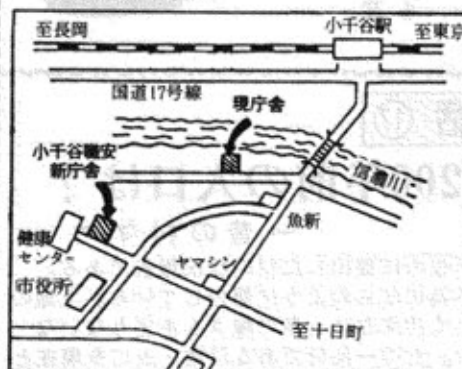 至長岡
小千谷駅
至東京
国道17号線
現庁舎
小千谷職安
新庁舎
信濃川
魚新
健康
センター
ヤマシン
市役所
至十日町